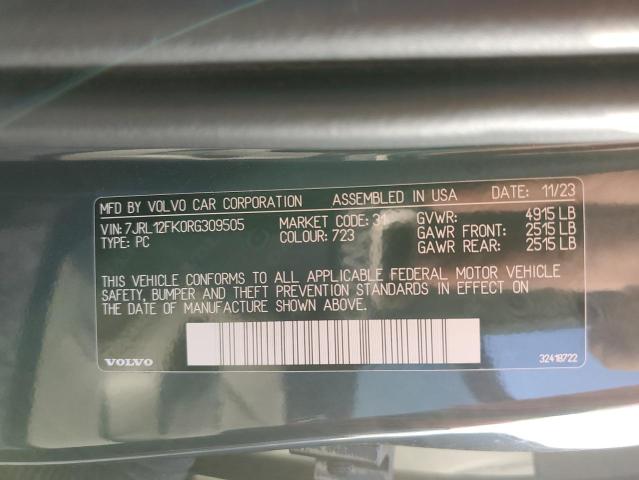 MFD BY VOLVO CAR CORPORATION ASSEMBLED IN USA DATE: 11/23
VIN: 7JRL12FK0RG309505 MARKET CODE: 31 GVWR: 4915 LB
TYPE: PC COLOUR: 723 GAWR FRONT: 2515 LB
GAWR REAR: 2515 LB
THIS VEHICLE CONFORMS TO ALL APPLICABLE FEDERAL MOTOR VEHICLE
SAFETY, BUMPER AND THEFT PREVENTION STANDARDS IN EFFECT ON
THE DATE OF MANUFACTURE SHOWN ABOVE.
VOLVO 32418722